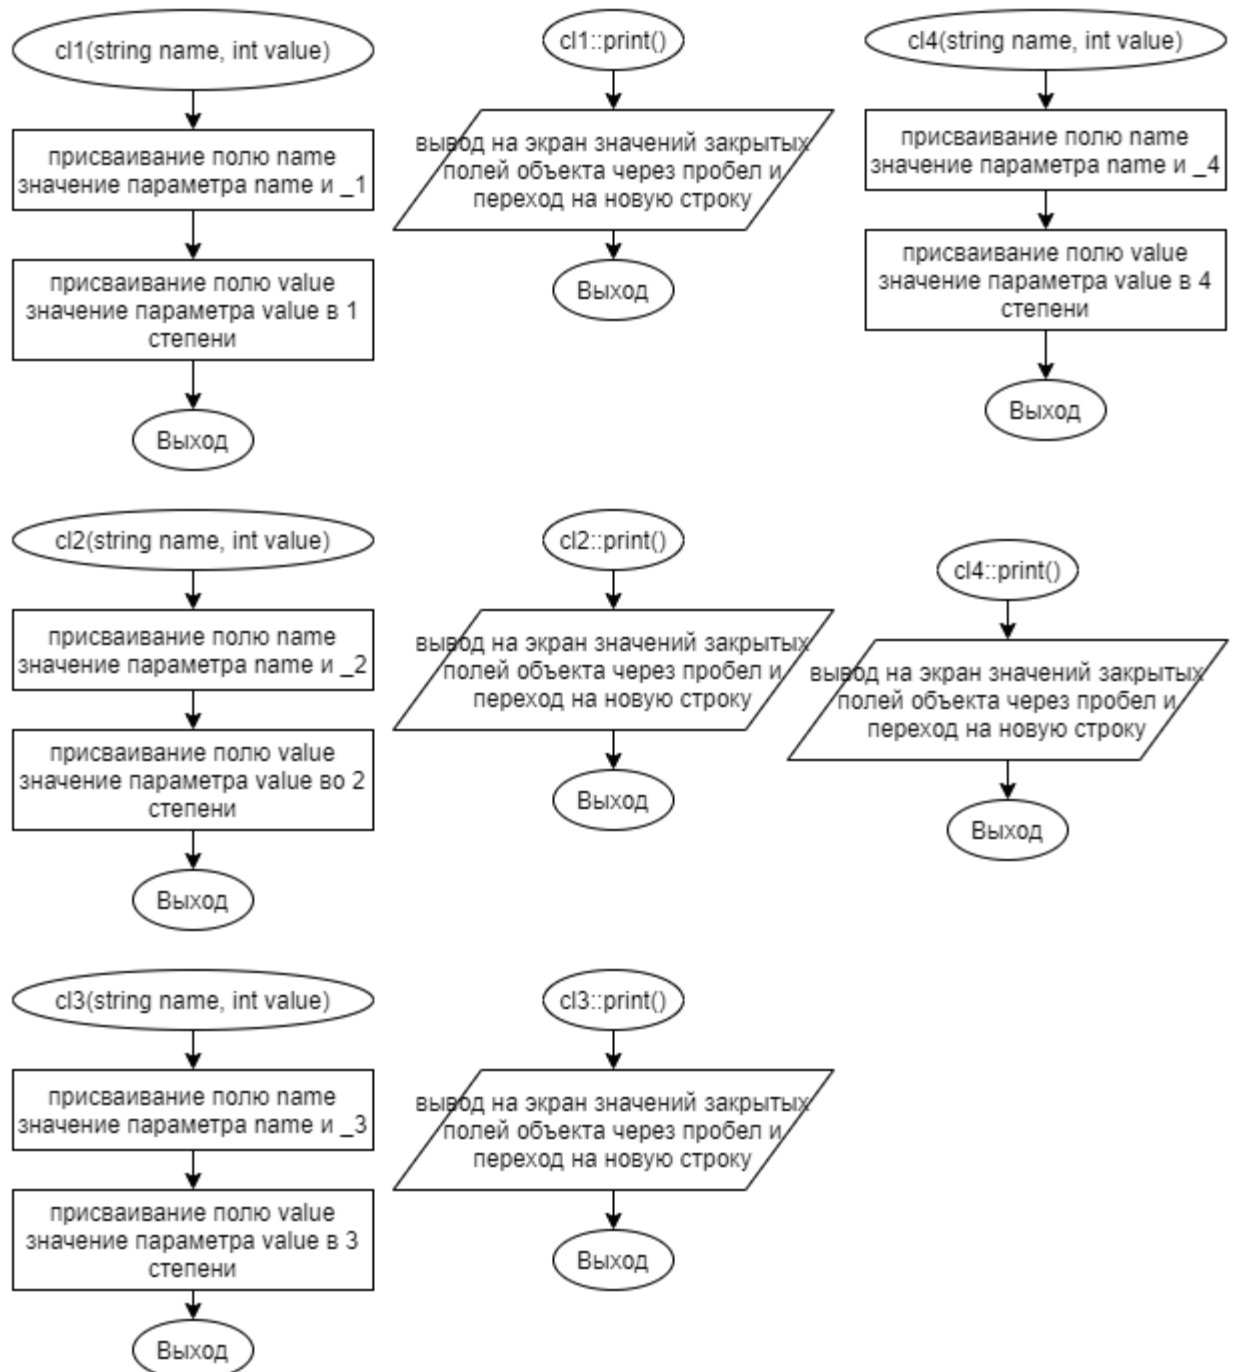 cl1(string name, int value)
присваивание полю name
значение параметра name и _1
присваивание полю value
значение параметра value в 1
степени
Выход
cl1::print()
вывод на экран значений закрытых
полей объекта через пробел и
переход на новую строку
Выход
cl4(string name, int value)
присваивание полю name
значение параметра name и _4
присваивание полю value
значение параметра value в 4
степени
Выход
cl2(string name, int value)
присваивание полю name
значение параметра name и _2
присваивание полю value
значение параметра value во 2
степени
Выход
cl2::print()
вывод на экран значений закрытых
полей объекта через пробел и
переход на новую строку
Выход
cl4::print()
вывод на экран значений закрытых
полей объекта через пробел и
переход на новую строку
Выход
cl3(string name, int value)
присваивание полю name
значение параметра name и _3
присваивание полю value
значение параметра value в 3
степени
Выход
cl3::print()
вывод на экран значений закрытых
полей объекта через пробел и
переход на новую строку
Выход